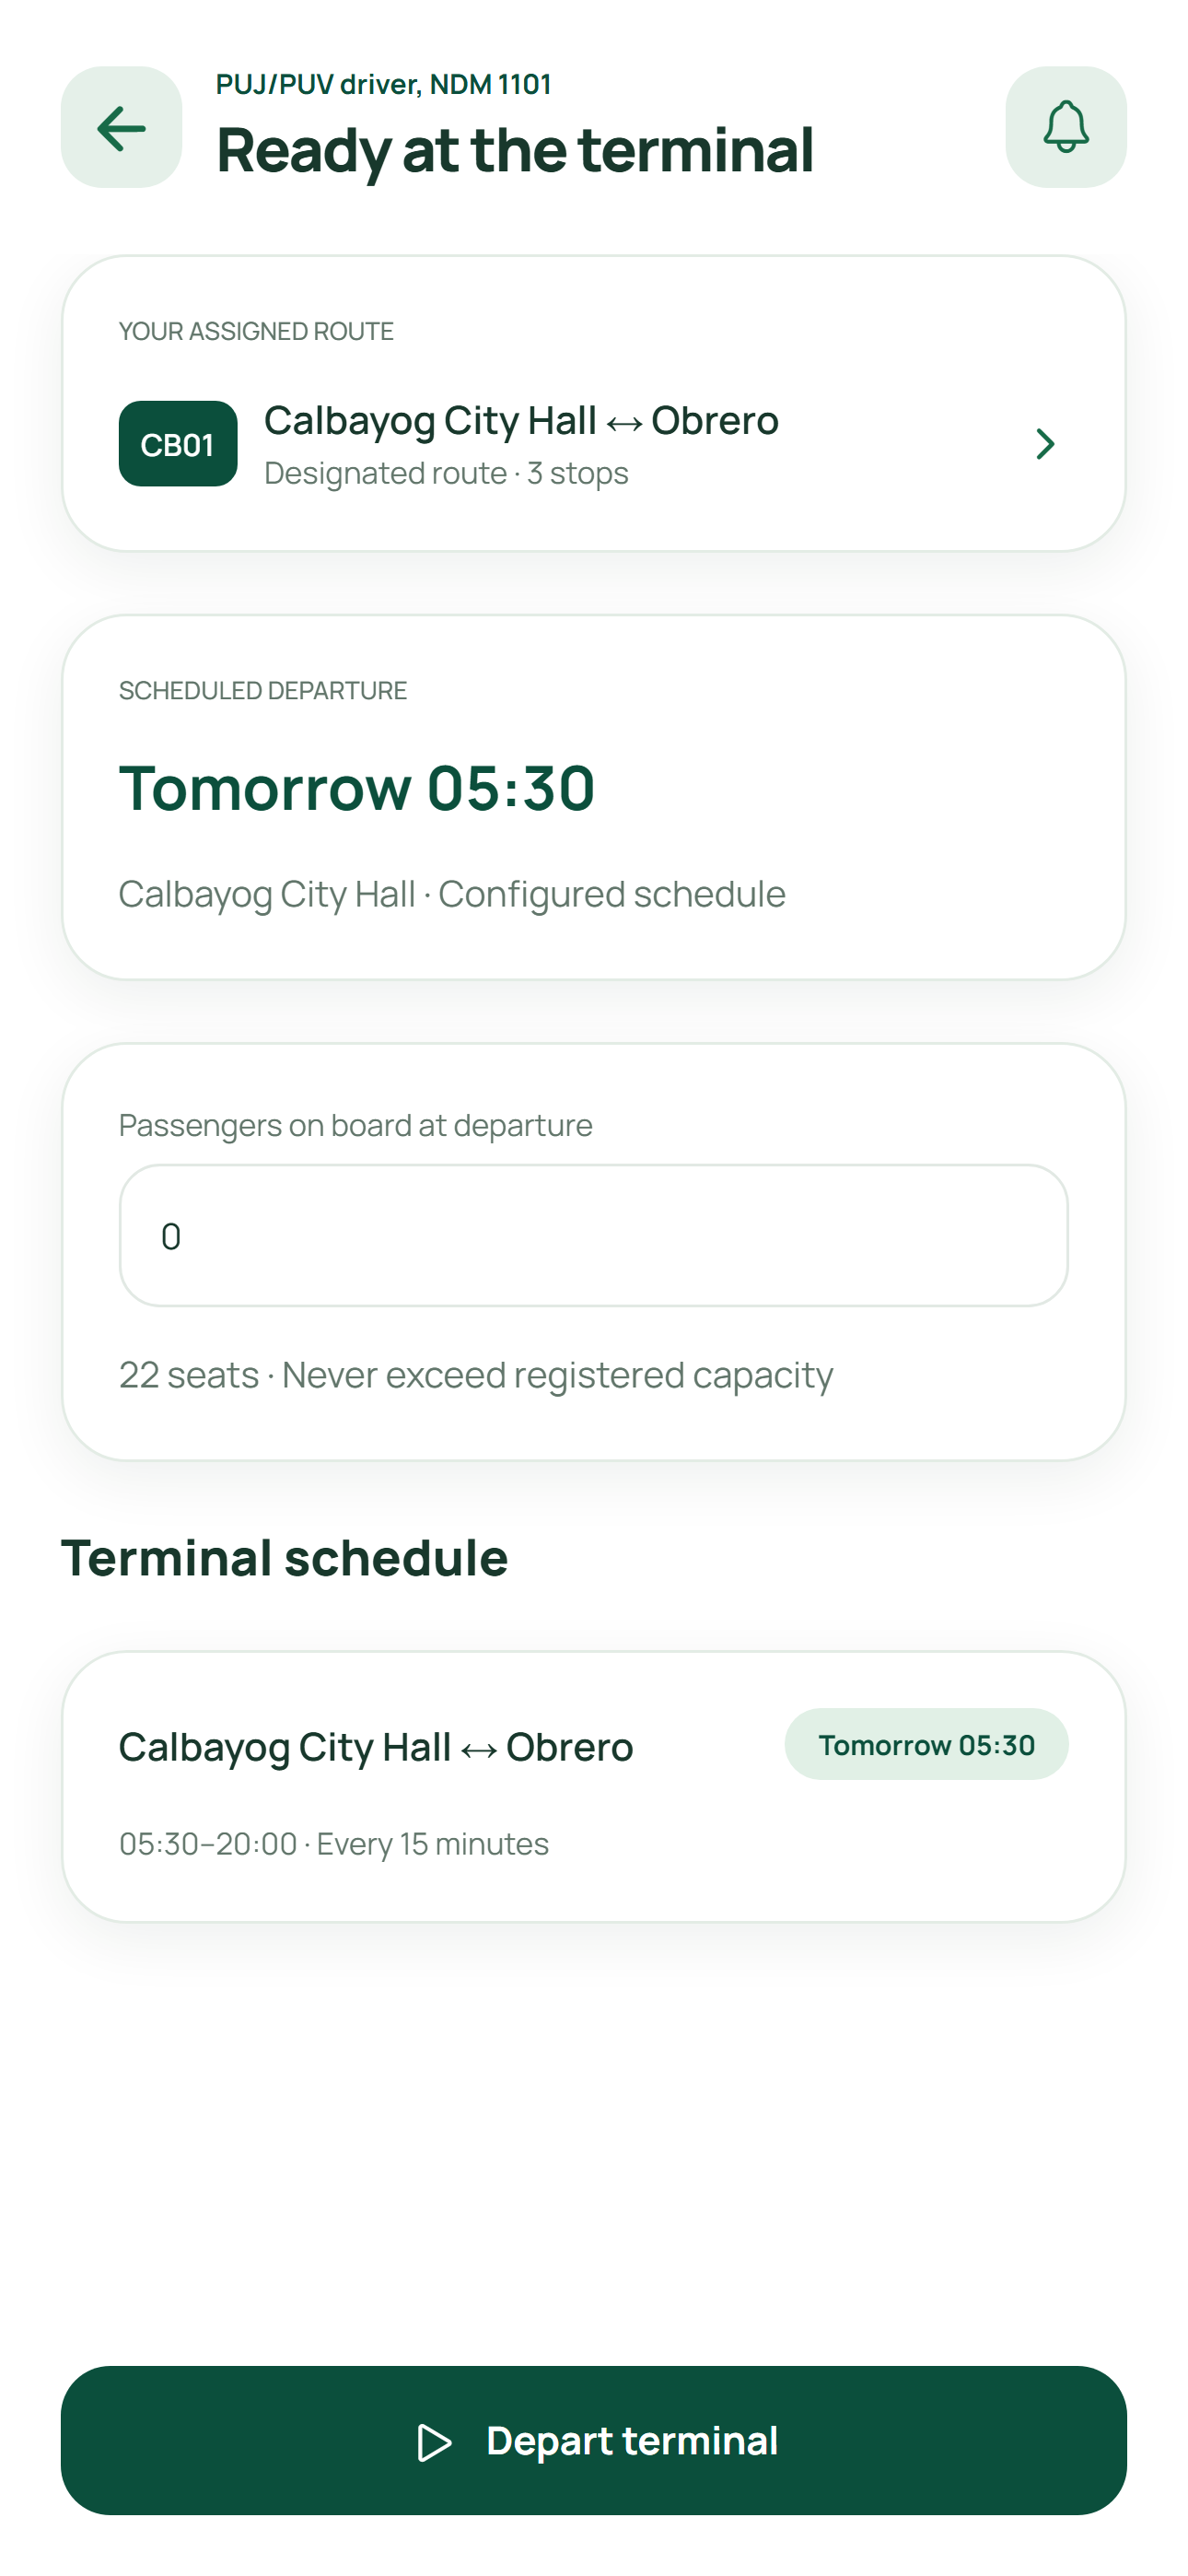 PUJ/PUV driver, NDM 1101
Ready at the terminal
YOUR ASSIGNED ROUTE
CB01
Calbayog City Hall ↔ Obrero
Designated route · 3 stops
SCHEDULED DEPARTURE
Tomorrow 05:30
Calbayog City Hall · Configured schedule
Passengers on board at departure
0
22 seats · Never exceed registered capacity
Terminal schedule
Calbayog City Hall ↔ Obrero
Tomorrow 05:30
05:30–20:00 · Every 15 minutes
Depart terminal